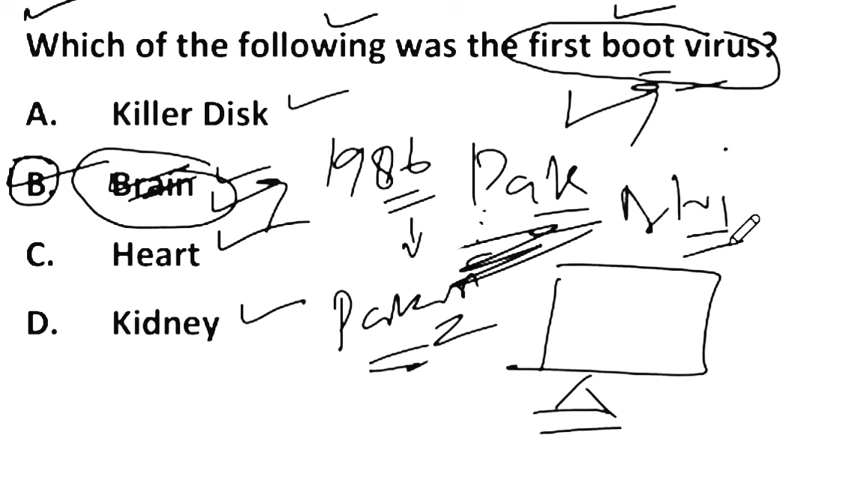 Which of the following was the first boot virus?
A. Killer Disk
B. Brain 1986 Pak
C. Heart
D. Kidney